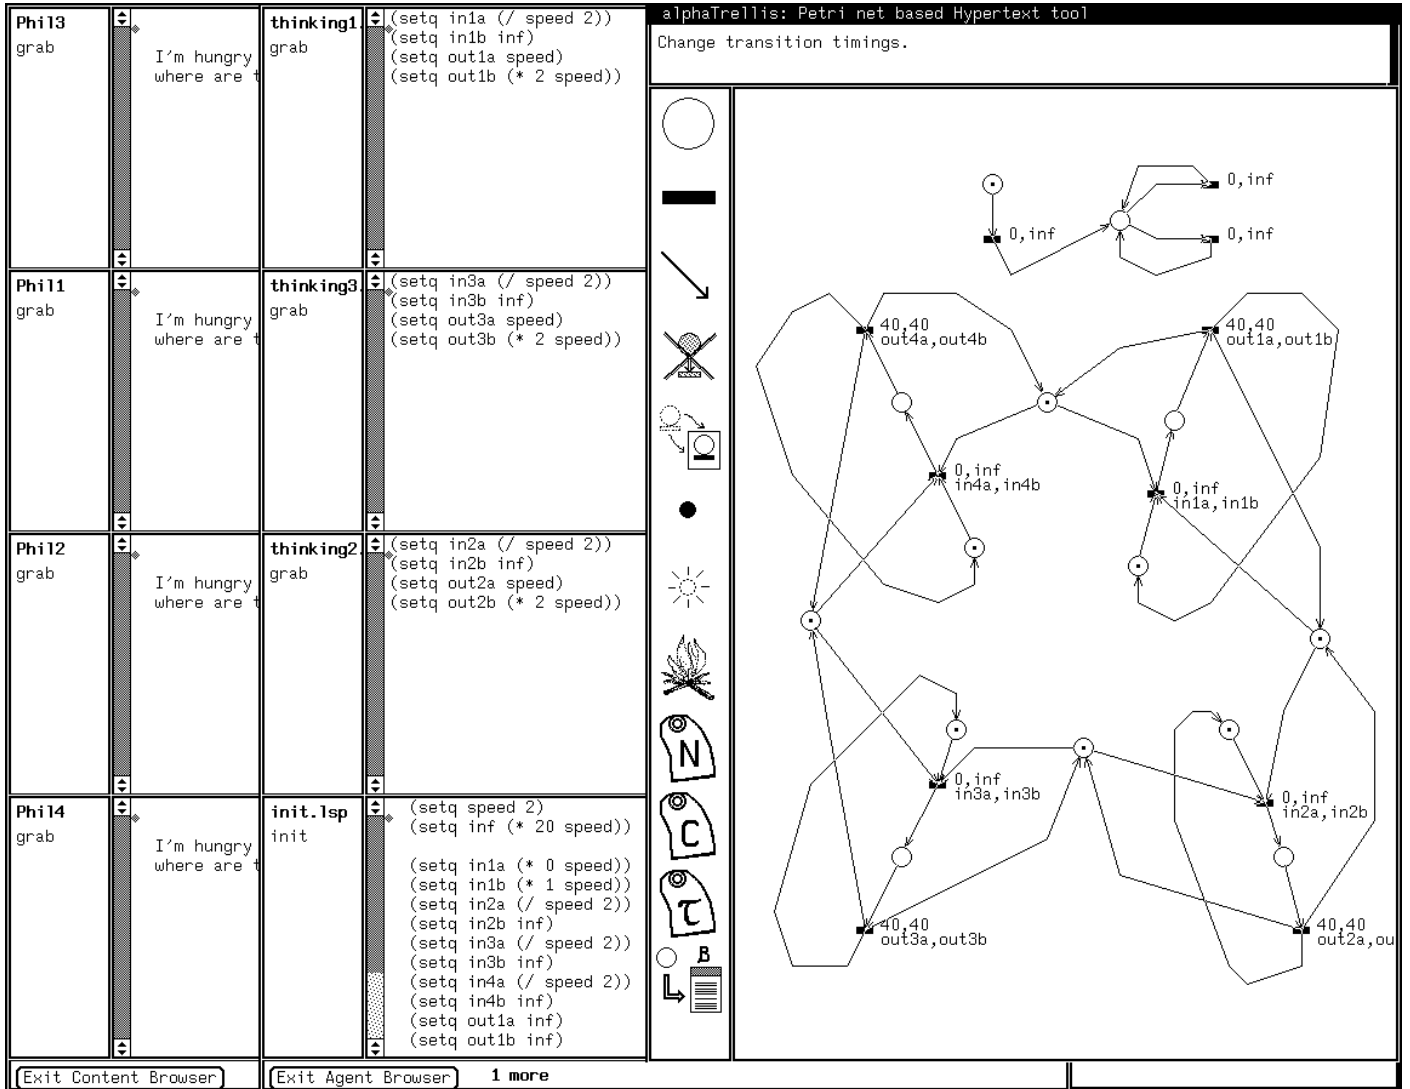 Phil3
grab
I'm hungry
where are t
thinking1.
grab
(setq in1a (/ speed 2))
(setq in1b inf)
(setq out1a speed)
(setq out1b (* 2 speed))
Phil1
grab
I'm hungry
where are t
thinking3.
grab
(setq in3a (/ speed 2))
(setq in3b inf)
(setq out3a speed)
(setq out3b (* 2 speed))
Phil2
grab
I'm hungry
where are t
thinking2.
grab
(setq in2a (/ speed 2))
(setq in2b inf)
(setq out2a speed)
(setq out2b (* 2 speed))
Phil4
grab
I'm hungry
where are t
init.lsp
init
(setq speed 2)
(setq inf (* 20 speed))
(setq in1a (* 0 speed))
(setq in1b (* 1 speed))
(setq in2a (/ speed 2))
(setq in2b inf)
(setq in3a (/ speed 2))
(setq in3b inf)
(setq in4a (/ speed 2))
(setq in4b inf)
(setq out1a inf)
(setq out1b inf)
Exit Content Browser
Exit Agent Browser
1 more
alphaTrellis: Petri net based Hypertext tool
Change transition timings.
N
C
τ
B
0,inf
0,inf
0,inf
40,40
out4a,out4b
40,40
out1a,out1b
0,inf
in4a,in4b
0,inf
in1a,in1b
0,inf
in3a,in3b
0,inf
in2a,in2b
40,40
out3a,out3b
40,40
out2a,ou